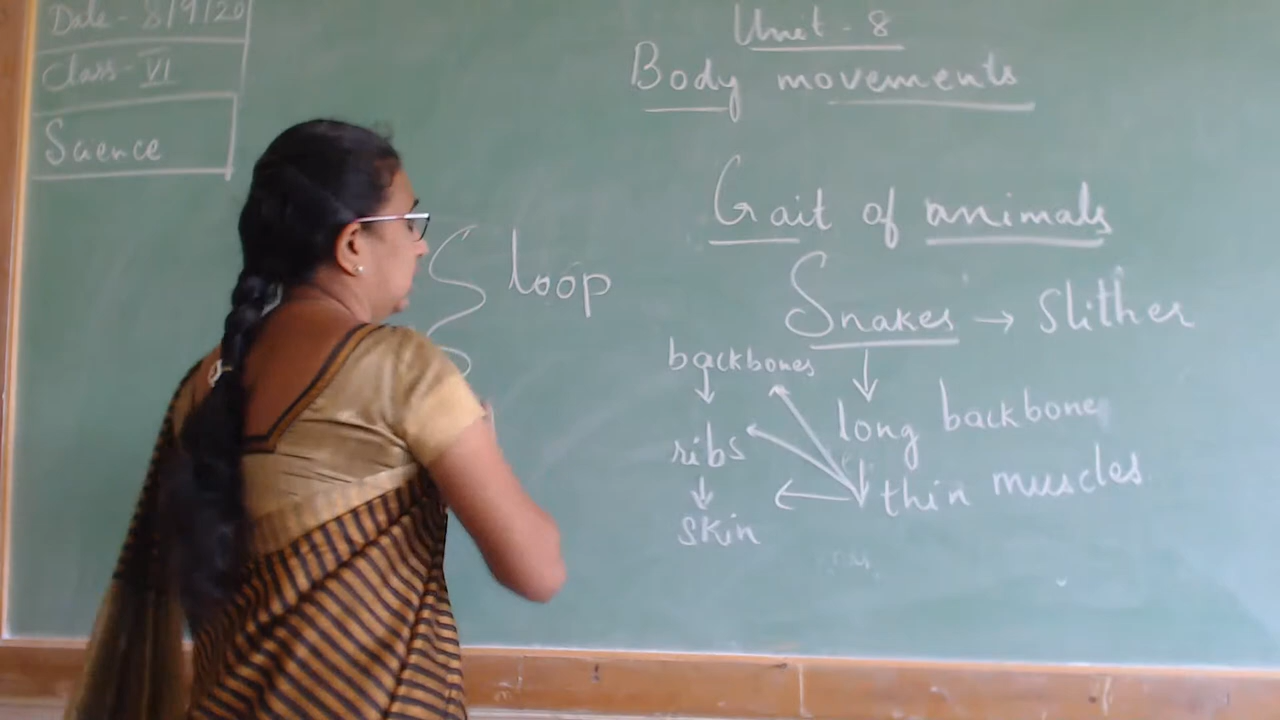 Date - 8/9/20
Class - VI
Science
Unit - 8
Body movements
Gait of animals
Snakes → Slither
loop
backbones
long backbone
ribs
thin muscles
skin